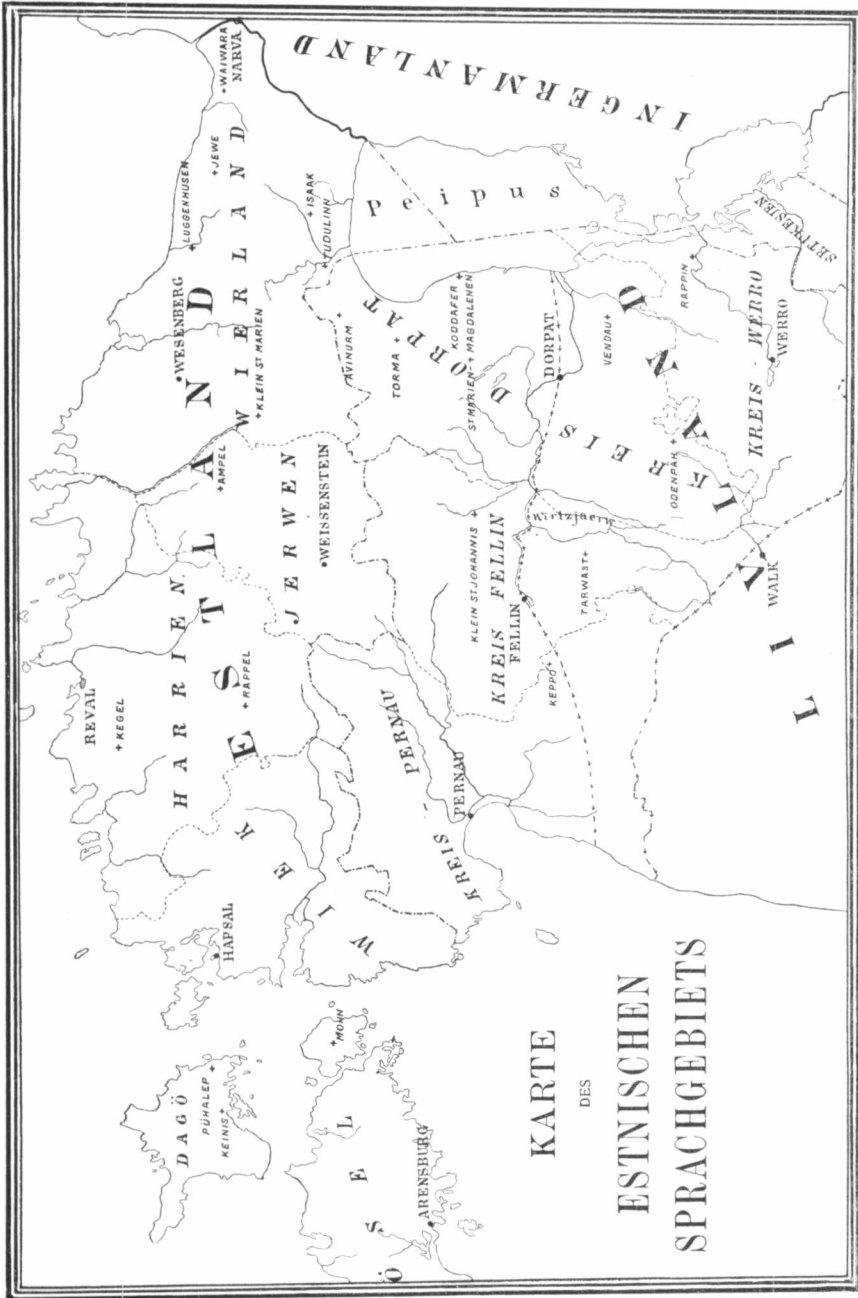 KARTE
DES
ESTNISCHEN
SPRACHGEBIETS
ESTLAND
LIVLAND
INGERMANLAND
HARRIEN
WIERLAND
JERWEN
WIEK
DAGÖ
PÜHALEP
KEINIS
ÖSEL
ARENSBURG
MOHN
HAPSAL
REVAL
KEGEL
RAPPEL
AMPEL
WESENBERG
KLEIN ST MARIEN
LUGGENHUSEN
JEWE
WAIWARA
NARVA
ISAAK
TUDULINN
WEISSENSTEIN
AVINURM
TORMA
KODDAFER
ST MARIEN-MAGDALENEN
Peipus
KREIS PERNAU
PERNAU
KREIS FELLIN
KLEIN ST JOHANNIS
FELLIN
KEPPO
TARWAST
Wirtzjaerw
KREIS DORPAT
DORPAT
VENDAU
ODENPÄH
RAPPIN
KREIS - WERRO
WERRO
SETUKESIEN
WALK